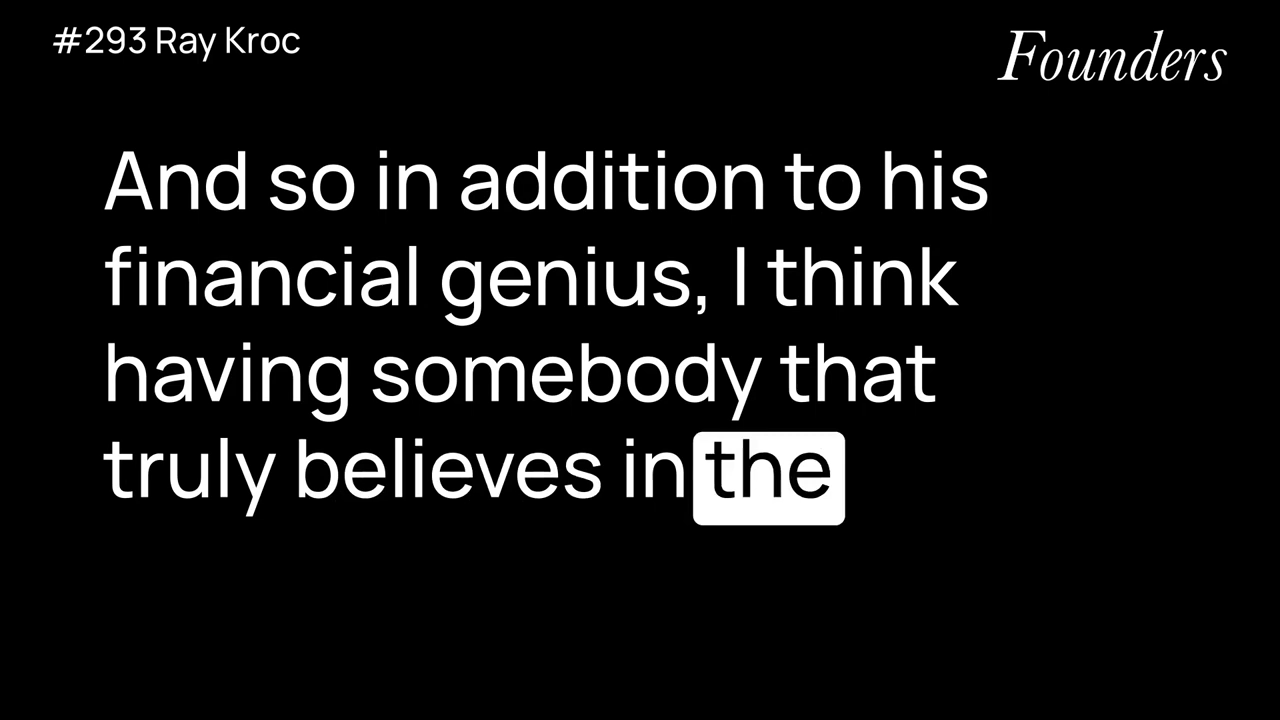 #293 Ray Kroc
Founders
And so in addition to his
financial genius, I think
having somebody that
truly believes in the